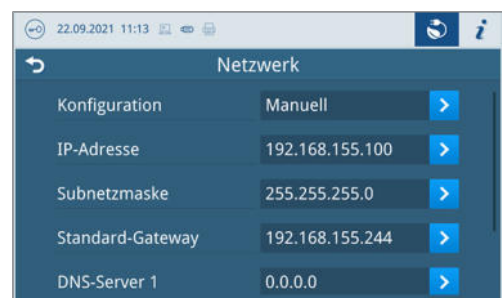 22.09.2021 11:13
i
Netzwerk
Konfiguration Manuell
IP-Adresse 192.168.155.100
Subnetzmaske 255.255.255.0
Standard-Gateway 192.168.155.244
DNS-Server 1 0.0.0.0